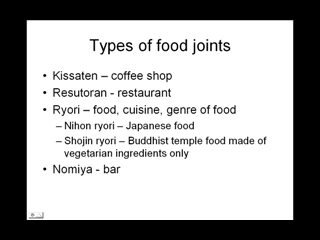 Types of food joints
• Kissaten – coffee shop
• Resutoran - restaurant
• Ryori – food, cuisine, genre of food
– Nihon ryori – Japanese food
– Shojin ryori – Buddhist temple food made of
vegetarian ingredients only
• Nomiya - bar